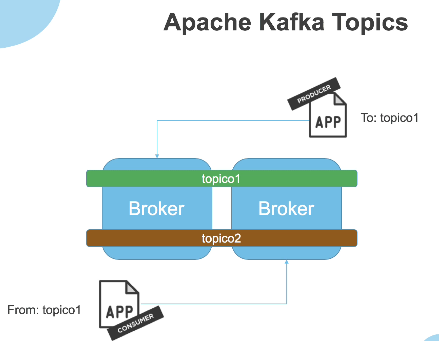 Apache Kafka Topics
PRODUCER
APP
To: topico1
topico1
Broker
Broker
topico2
From: topico1
APP
CONSUMER